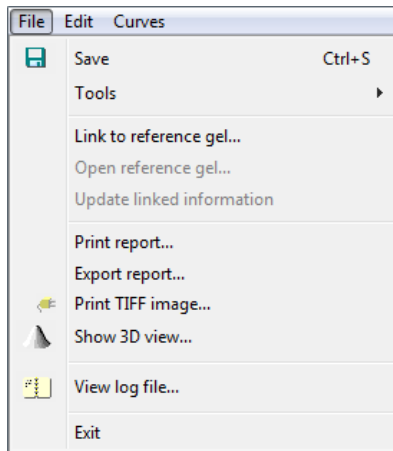 File Edit Curves
Save Ctrl+S
Tools
Link to reference gel...
Open reference gel...
Update linked information
Print report...
Export report...
Print TIFF image...
Show 3D view...
View log file...
Exit